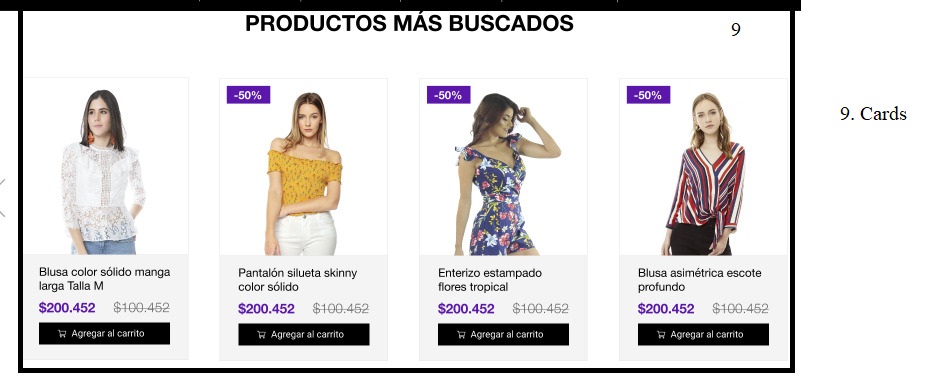 PRODUCTOS MÁS BUSCADOS
9
9. Cards
-50%
-50%
-50%
Blusa color sólido manga
larga Talla M
$200.452 $100.452
Agregar al carrito
Pantalón silueta skinny
color sólido
$200.452 $100.452
Agregar al carrito
Enterizo estampado
flores tropical
$200.452 $100.452
Agregar al carrito
Blusa asimétrica escote
profundo
$200.452 $100.452
Agregar al carrito